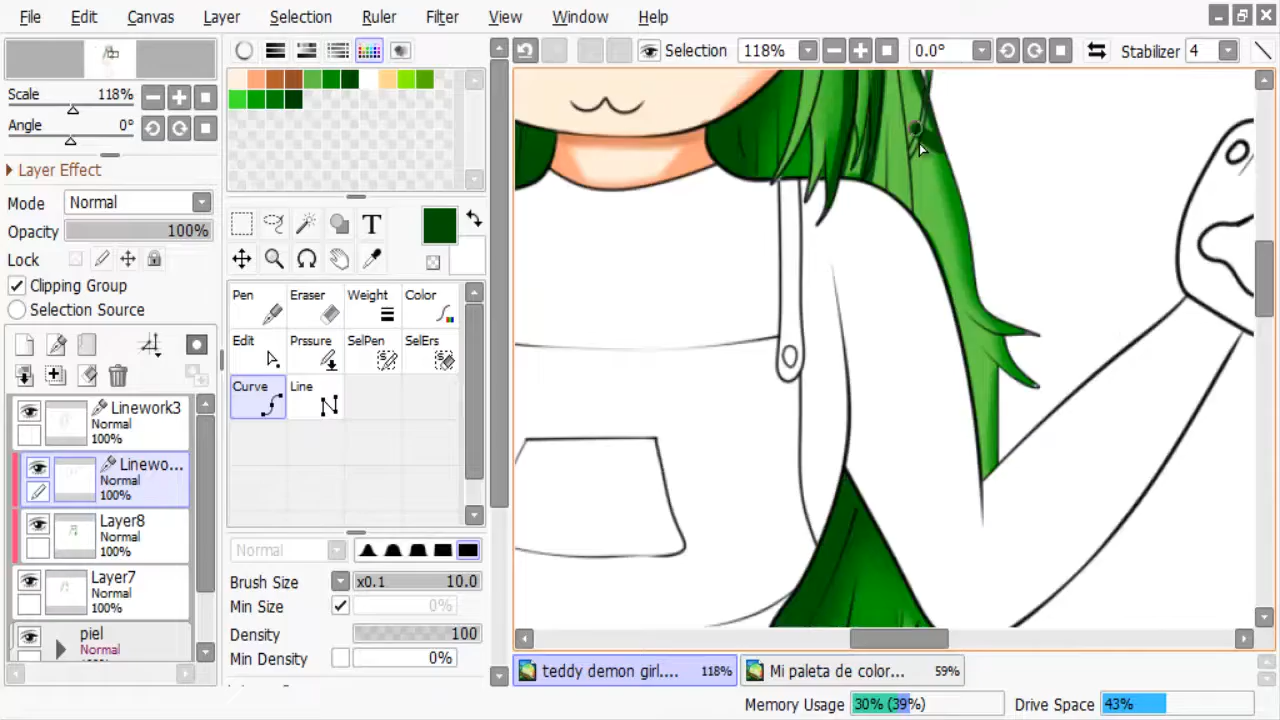 File Edit Canvas Layer Selection Ruler Filter View Window Help
Scale 118%
Angle 0°
Layer Effect
Mode Normal
Opacity 100%
Lock
Clipping Group
Selection Source
Linework3
Normal
100%
Linewo...
Normal
100%
Layer8
Normal
100%
Layer7
Normal
100%
piel
Normal
T
Pen Eraser Weight Color
Edit Prssure SelPen SelErs
Curve Line
Normal
Brush Size x0.1 10.0
Min Size 0%
Density 100
Min Density 0%
Selection 118% 0.0° Stabilizer 4
teddy demon girl.... 118% Mi paleta de color... 59%
Memory Usage 30% (39%) Drive Space 43%